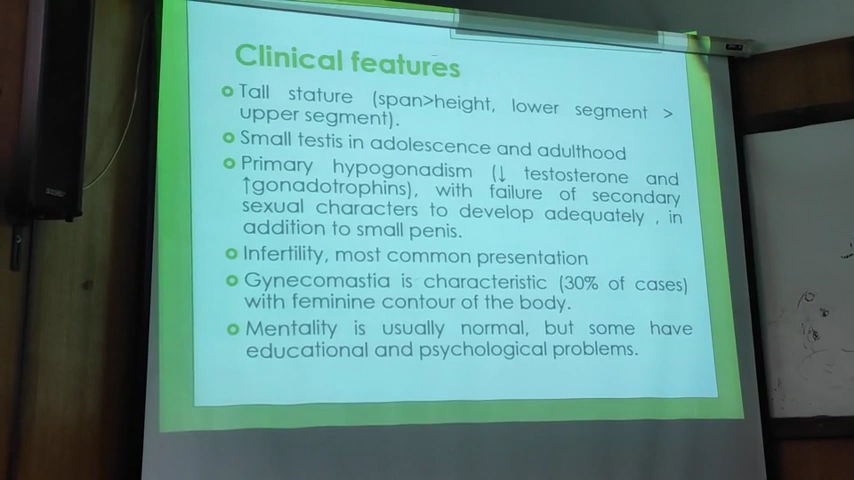 Clinical features
Tall stature (span>height, lower segment >
upper segment).
Small testis in adolescence and adulthood
Primary hypogonadism (↓ testosterone and
↑gonadotrophins), with failure of secondary
sexual characters to develop adequately , in
addition to small penis.
Infertility, most common presentation
Gynecomastia is characteristic (30% of cases)
with feminine contour of the body.
Mentality is usually normal, but some have
educational and psychological problems.